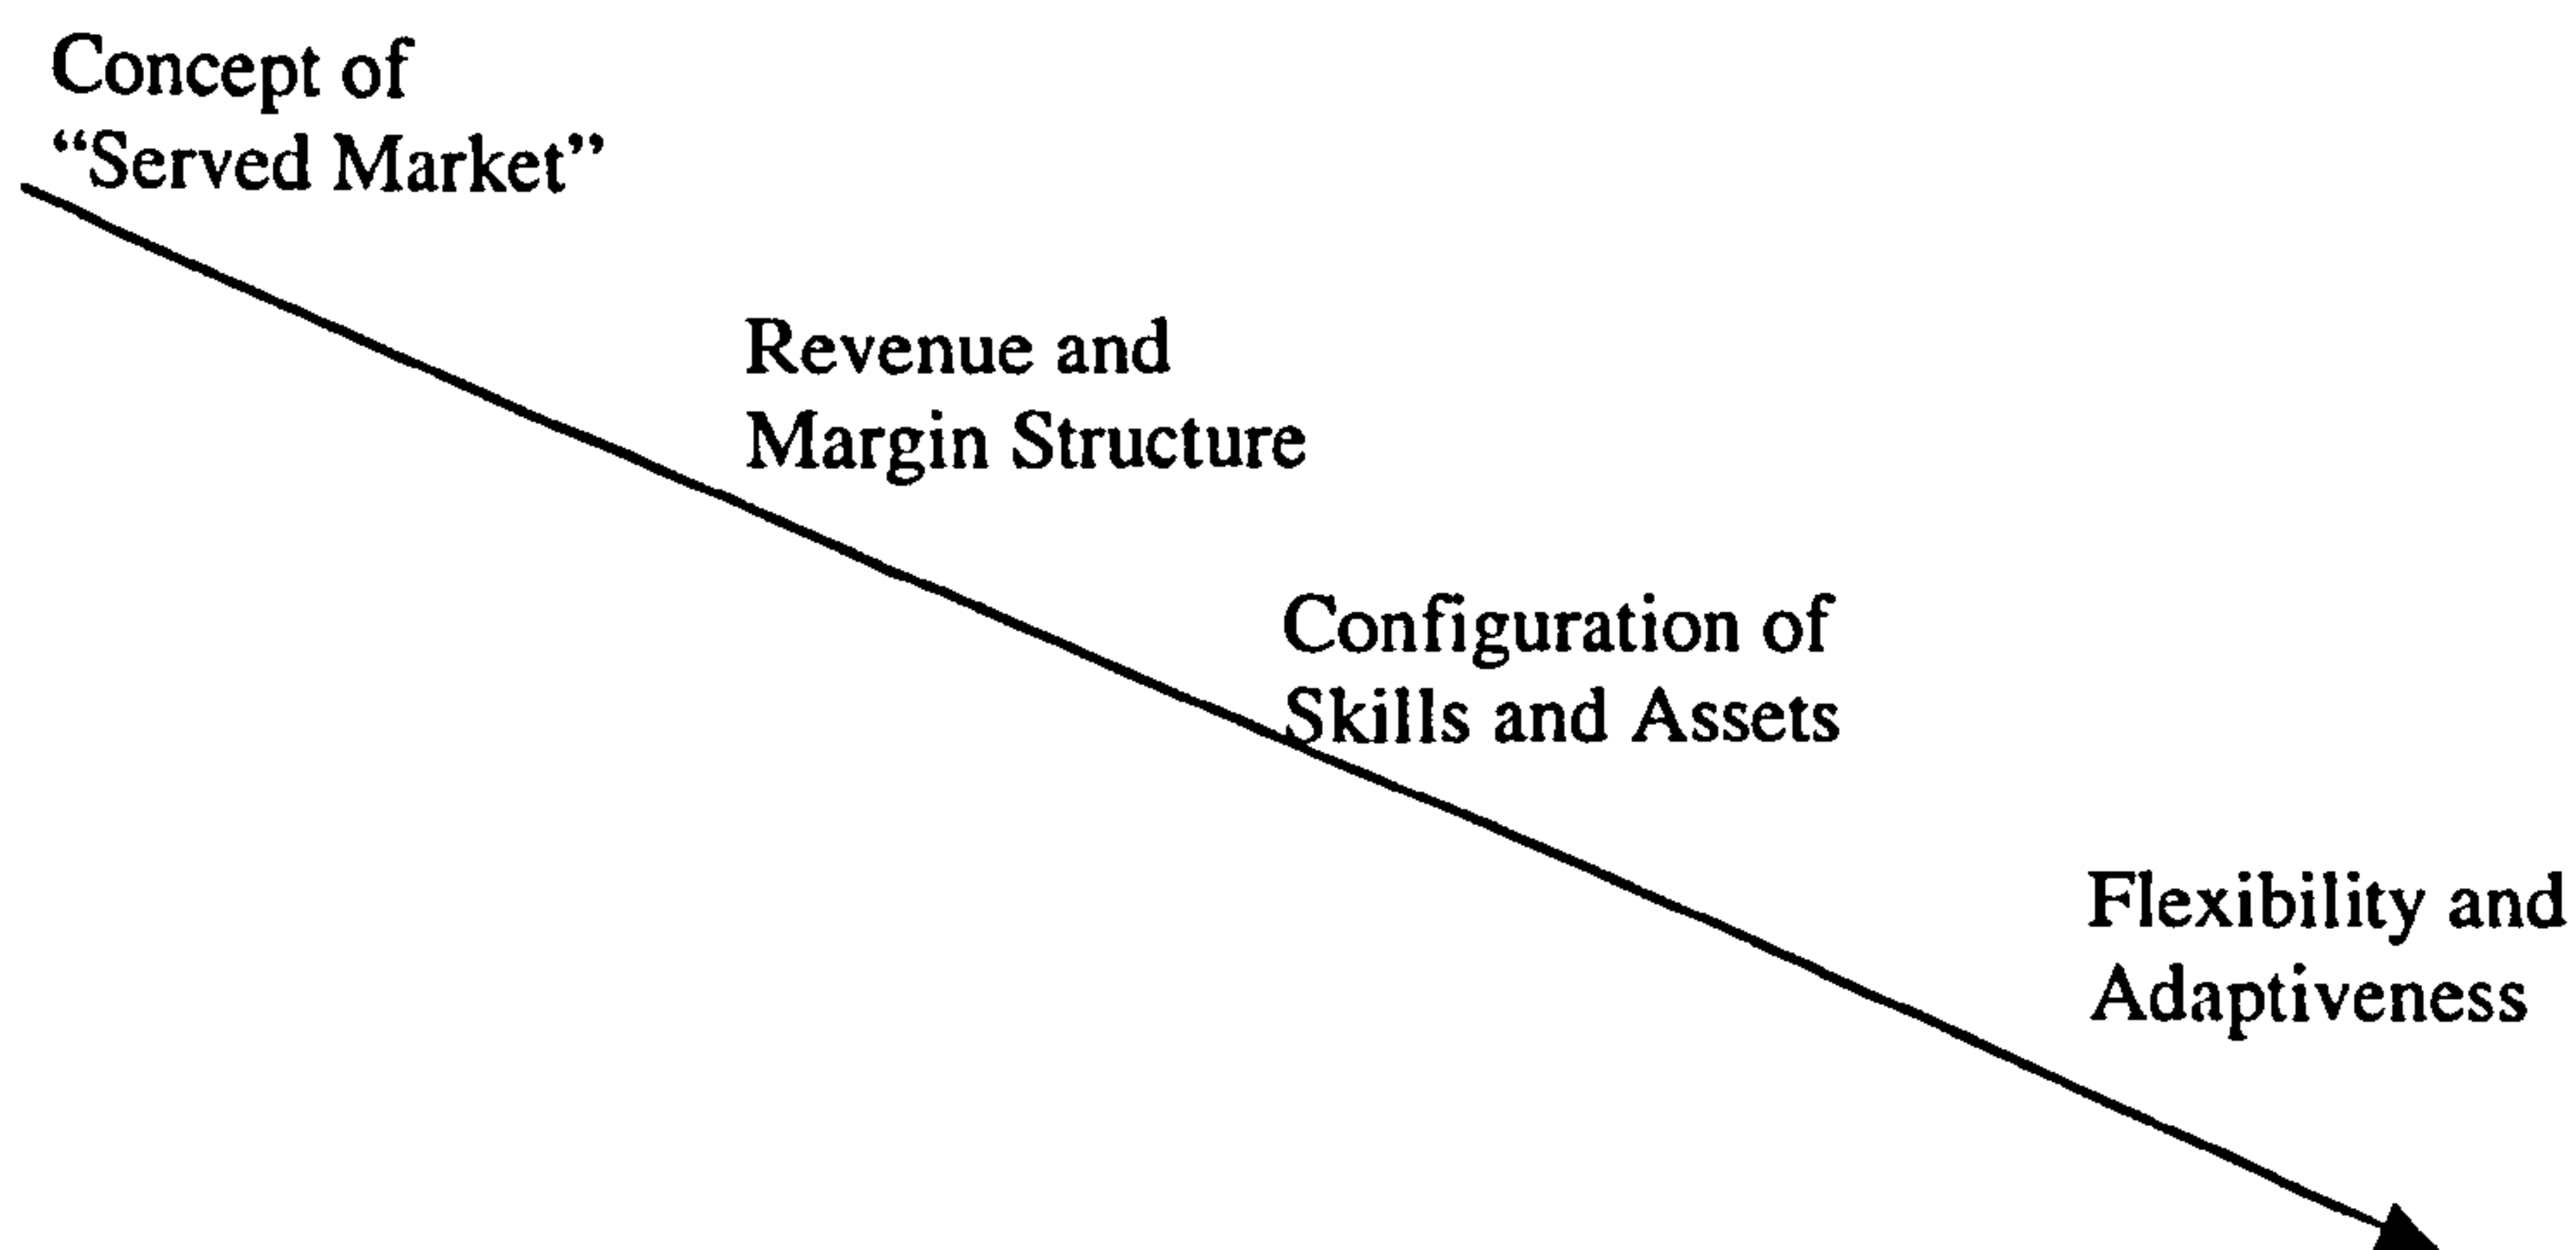 Concept of
“Served Market”
Revenue and
Margin Structure
Configuration of
Skills and Assets
Flexibility and
Adaptiveness